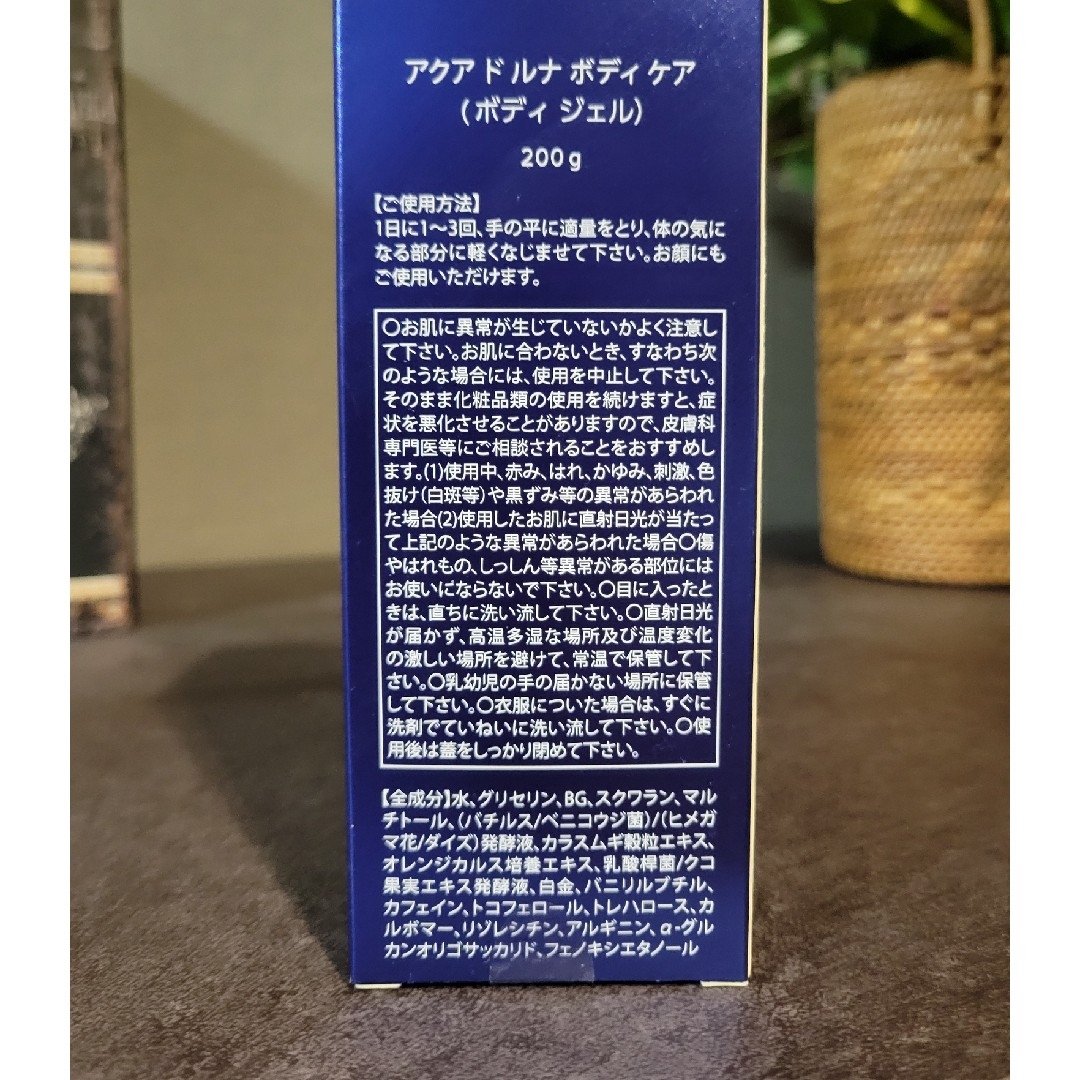 アクア ド ルナ ボディ ケア
(ボディ ジェル)
200g
【ご使用方法】
1日に1〜3回、手の平に適量をとり、体の気に
なる部分に軽くなじませて下さい。お顔にも
ご使用いただけます。
〇お肌に異常が生じていないかよく注意し
て下さい。お肌に合わないとき、すなわち次
のような場合には、使用を中止して下さい。
そのまま化粧品類の使用を続けますと、症
状を悪化させることがありますので、皮膚科
専門医等にご相談されることをおすすめし
ます。(1)使用中、赤み、はれ、かゆみ、刺激、色
抜け(白斑等)や黒ずみ等の異常があらわれ
た場合(2)使用したお肌に直射日光が当たっ
て上記のような異常があらわれた場合〇傷
やはれもの、しっしん等異常がある部位には
お使いにならないで下さい。〇目に入ったと
きは、直ちに洗い流して下さい。〇直射日光
が届かず、高温多湿な場所及び温度変化
の激しい場所を避けて、常温で保管して下
さい。〇乳幼児の手の届かない場所に保管
して下さい。〇衣服についた場合は、すぐに
洗剤でていねいに洗い流して下さい。〇使
用後は蓋をしっかり閉めて下さい。
【全成分】水、グリセリン、BG、スクワラン、マル
チトール、(バチルス/ベニコウジ菌)/(ヒメガ
マ花/ダイズ)発酵液、カラスムギ穀粒エキス、
オレンジカルス培養エキス、乳酸桿菌/クコ
果実エキス発酵液、白金、バニリルブチル、
カフェイン、トコフェロール、トレハロース、カ
ルボマー、リゾレシチン、アルギニン、α-グル
カンオリゴサッカリド、フェノキシエタノール